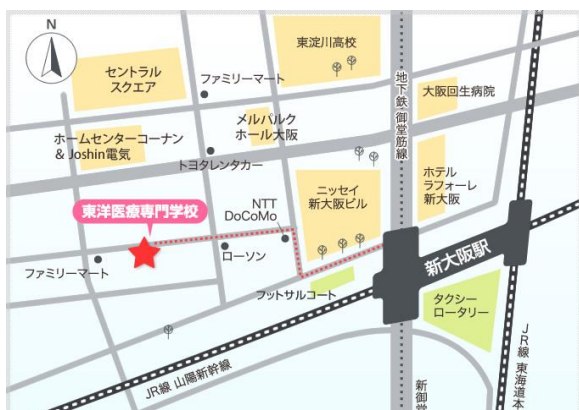 N
東淀川高校
セントラル
スクエア
ファミリーマート
地下鉄 御堂筋線
大阪回生病院
メルパルク
ホール大阪
ホームセンターコーナン
& Joshin電気
トヨタレンタカー
ホテル
ラフォーレ
新大阪
ニッセイ
新大阪ビル
NTT
DoCoMo
東洋医療専門学校
ローソン
ファミリーマート
新大阪駅
フットサルコート
タクシー
ロータリー
JR線 山陽新幹線
JR線 東海道本
新御堂